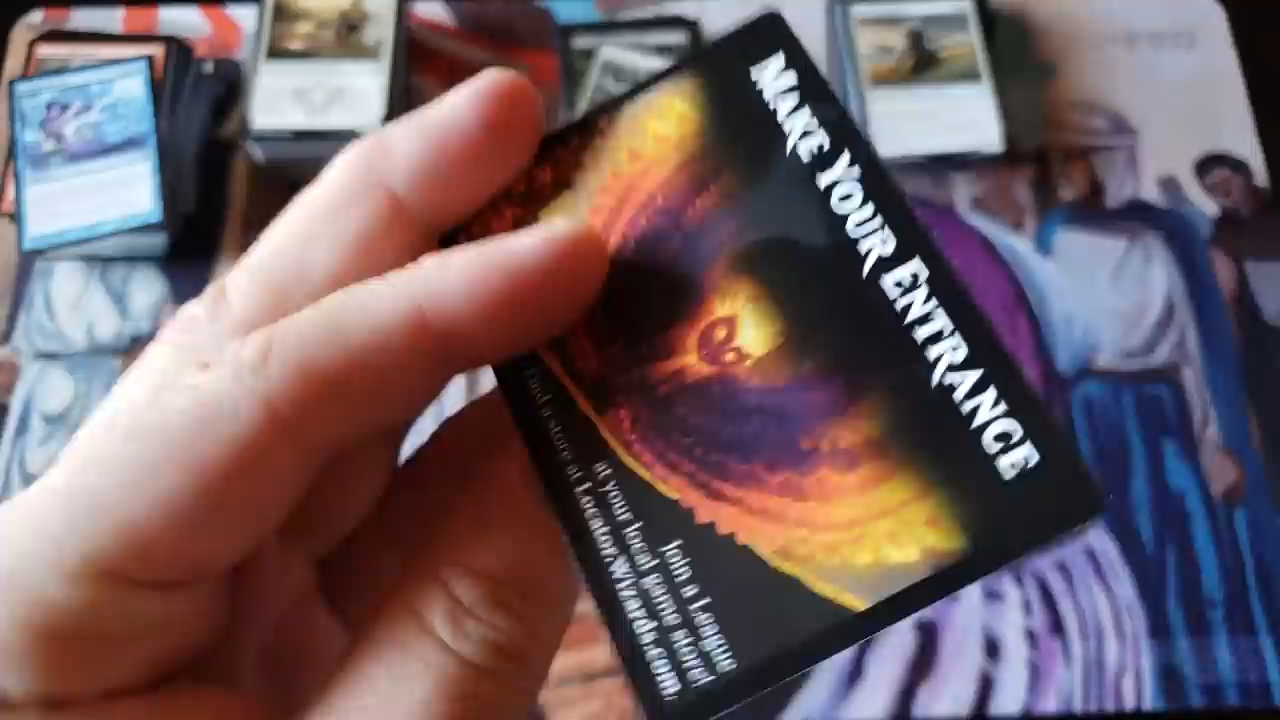 MAKE YOUR ENTRANCE
Join a League
at your local game store!
Find a store at Locator.Wizards.com.